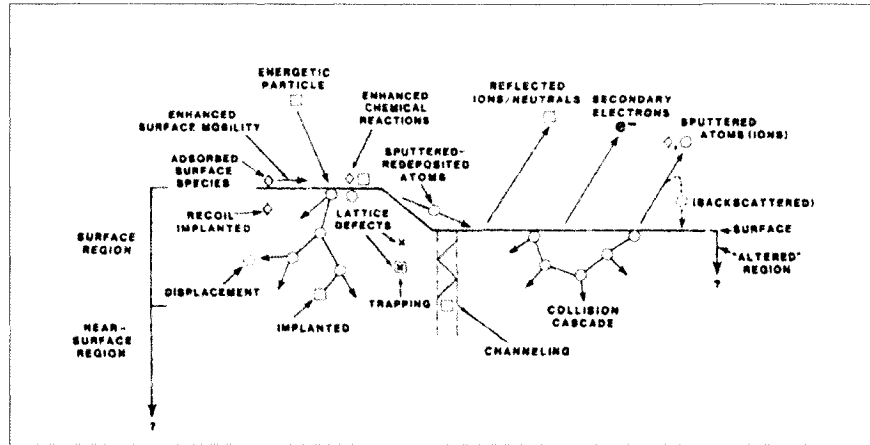 ENERGETIC
PARTICLE
ENHANCED
CHEMICAL
REACTIONS
ENHANCED
SURFACE MOBILITY
ADSORBED
SURFACE
SPECIES
RECOIL
IMPLANTED
SURFACE
REGION
DISPLACEMENT
NEAR-
SURFACE
REGION
?
IMPLANTED
LATTICE
DEFECTS
TRAPPING
SPUTTERED-
REDEPOSITED
ATOMS
CHANNELING
REFLECTED
IONS/NEUTRALS
SECONDARY
ELECTRONS
e-
SPUTTERED
ATOMS (IONS)
(BACKSCATTERED)
SURFACE
"ALTERED"
REGION
?
COLLISION
CASCADE